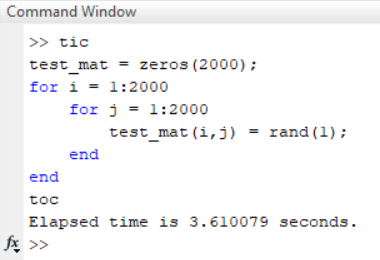 Command Window
>> tic
test_mat = zeros(2000);
for i = 1:2000
    for j = 1:2000
        test_mat(i,j) = rand(1);
    end
end
toc
Elapsed time is 3.610079 seconds.
fx >>